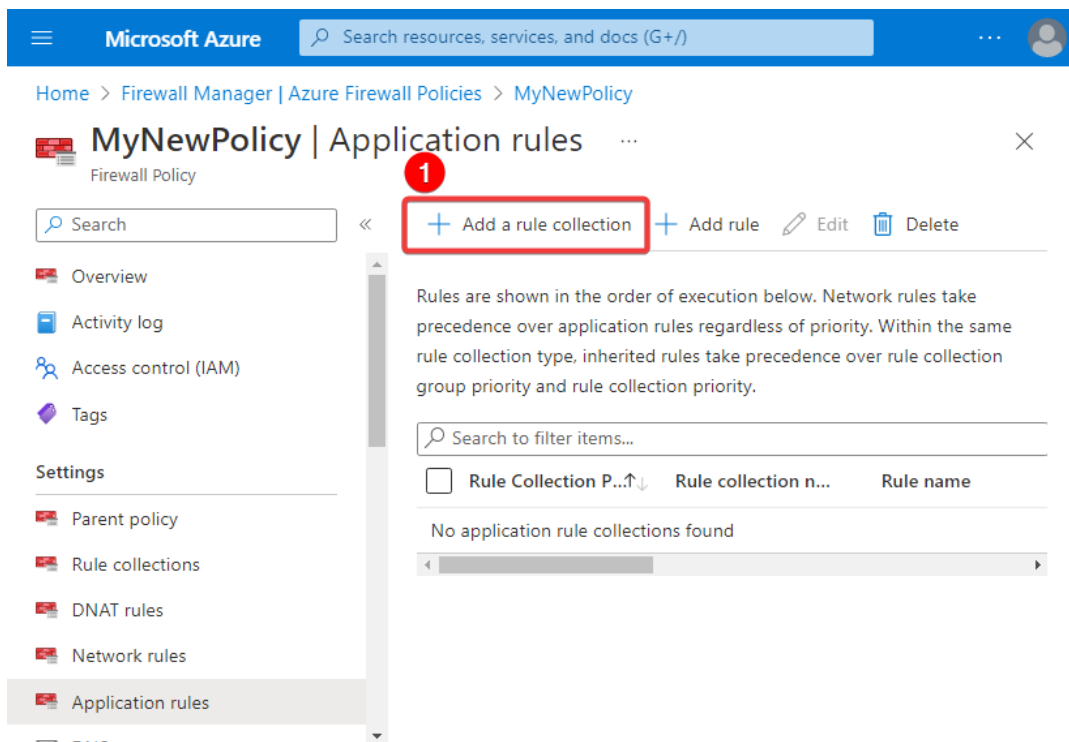 Microsoft Azure
Search resources, services, and docs (G+/)
...
Home > Firewall Manager | Azure Firewall Policies > MyNewPolicy
MyNewPolicy | Application rules ...
Firewall Policy
1
Search
«
+ Add a rule collection
+ Add rule
Edit
Delete
Overview
Activity log
Access control (IAM)
Tags
Settings
Parent policy
Rule collections
DNAT rules
Network rules
Application rules
Rules are shown in the order of execution below. Network rules take
precedence over application rules regardless of priority. Within the same
rule collection type, inherited rules take precedence over rule collection
group priority and rule collection priority.
Search to filter items...
Rule Collection P...↑↓ Rule collection n... Rule name
No application rule collections found